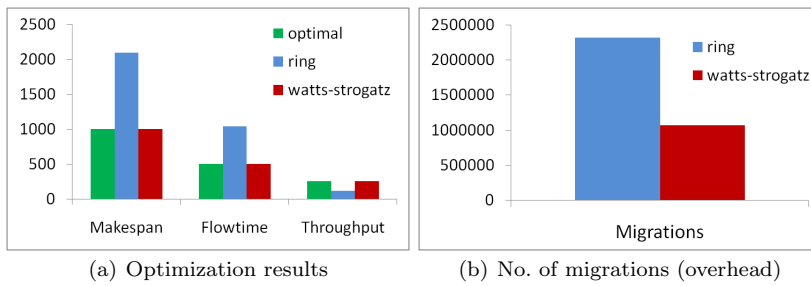 2500
2000
1500
1000
500
0
optimal
ring
watts-strogatz
Makespan Flowtime Throughput
(a) Optimization results
2500000
2000000
1500000
1000000
500000
0
ring
watts-strogatz
Migrations
(b) No. of migrations (overhead)